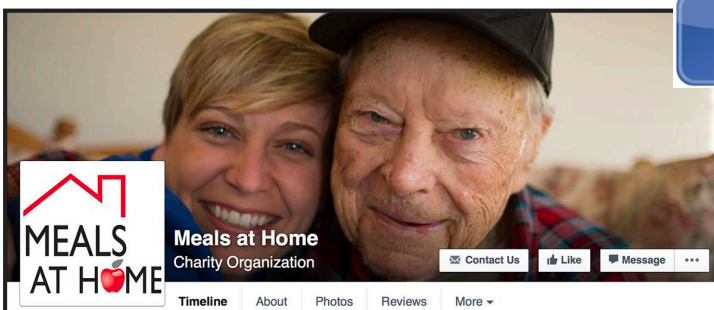 MEALS
AT HOME
Meals at Home
Charity Organization
Contact Us
Like
Message
Timeline
About
Photos
Reviews
More